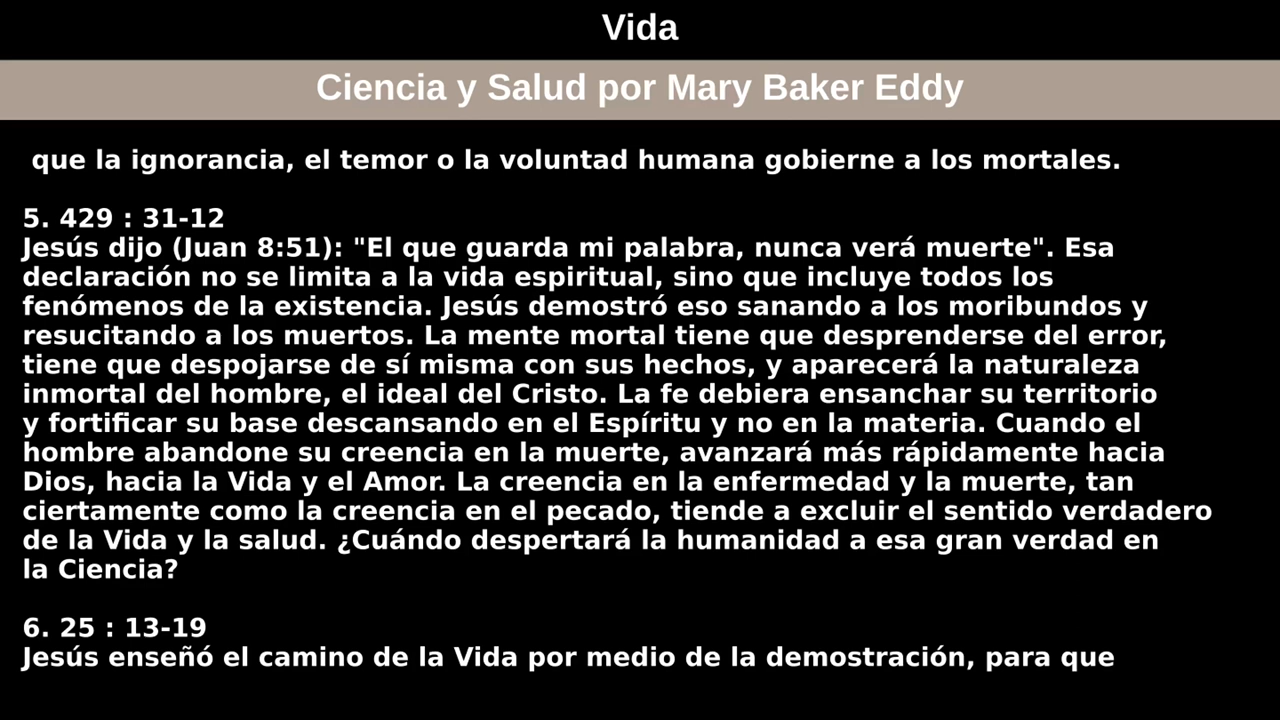 Vida
Ciencia y Salud por Mary Baker Eddy
que la ignorancia, el temor o la voluntad humana gobierne a los mortales.
5. 429 : 31-12
Jesús dijo (Juan 8:51): "El que guarda mi palabra, nunca verá muerte". Esa
declaración no se limita a la vida espiritual, sino que incluye todos los
fenómenos de la existencia. Jesús demostró eso sanando a los moribundos y
resucitando a los muertos. La mente mortal tiene que desprenderse del error,
tiene que despojarse de sí misma con sus hechos, y aparecerá la naturaleza
inmortal del hombre, el ideal del Cristo. La fe debiera ensanchar su territorio
y fortificar su base descansando en el Espíritu y no en la materia. Cuando el
hombre abandone su creencia en la muerte, avanzará más rápidamente hacia
Dios, hacia la Vida y el Amor. La creencia en la enfermedad y la muerte, tan
ciertamente como la creencia en el pecado, tiende a excluir el sentido verdadero
de la Vida y la salud. ¿Cuándo despertará la humanidad a esa gran verdad en
la Ciencia?
6. 25 : 13-19
Jesús enseñó el camino de la Vida por medio de la demostración, para que